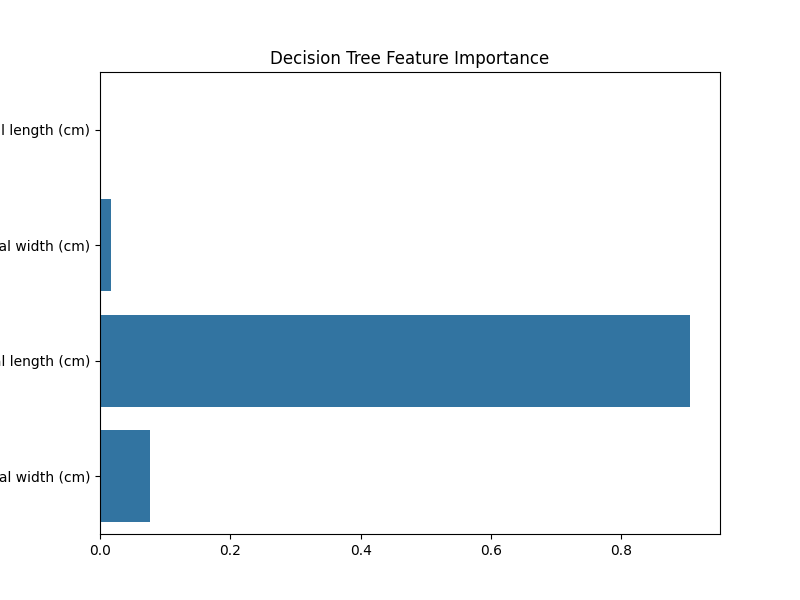 Decision Tree Feature Importance
l length (cm)
al width (cm)
l length (cm)
al width (cm)
0.0 0.2 0.4 0.6 0.8